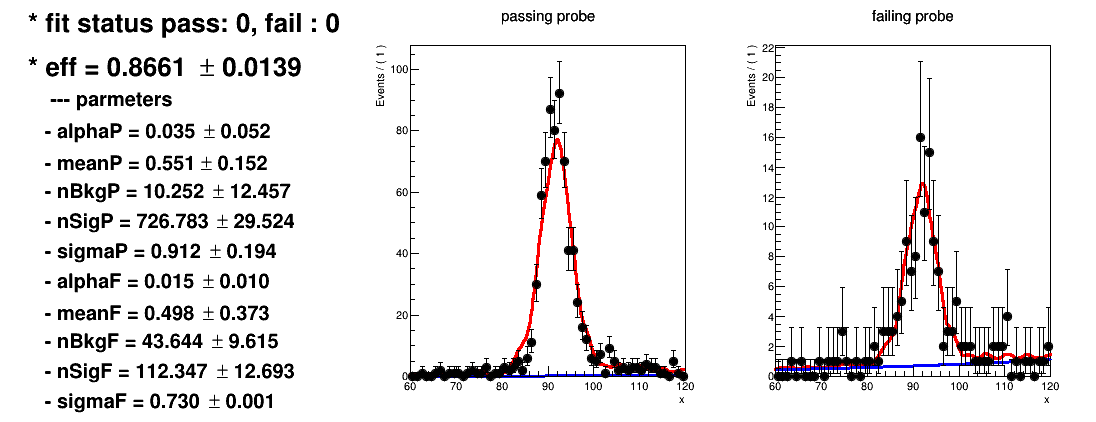 * fit status pass: 0, fail : 0
* eff = 0.8661 ± 0.0139
--- parmeters
- alphaP = 0.035 ± 0.052
- meanP = 0.551 ± 0.152
- nBkgP = 10.252 ± 12.457
- nSigP = 726.783 ± 29.524
- sigmaP = 0.912 ± 0.194
- alphaF = 0.015 ± 0.010
- meanF = 0.498 ± 0.373
- nBkgF = 43.644 ± 9.615
- nSigF = 112.347 ± 12.693
- sigmaF = 0.730 ± 0.001
passing probe
Events / ( 1 )
100
80
60
40
20
0
60 70 80 90 100 110 120
x
failing probe
Events / ( 1 )
22
20
18
16
14
12
10
8
6
4
2
0
60 70 80 90 100 110 120
x